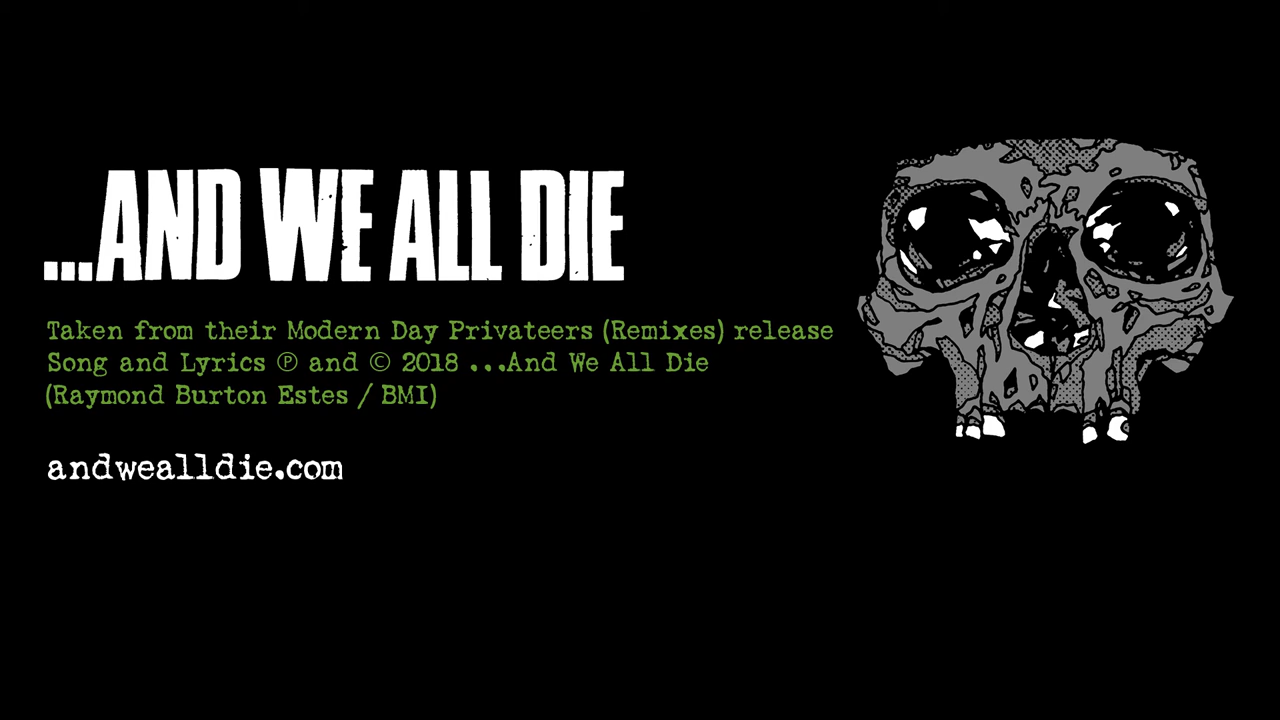 ...AND WE ALL DIE
Taken from their Modern Day Privateers (Remixes) release
Song and Lyrics ℗ and © 2018 ...And We All Die
(Raymond Burton Estes / BMI)
andwealldie.com